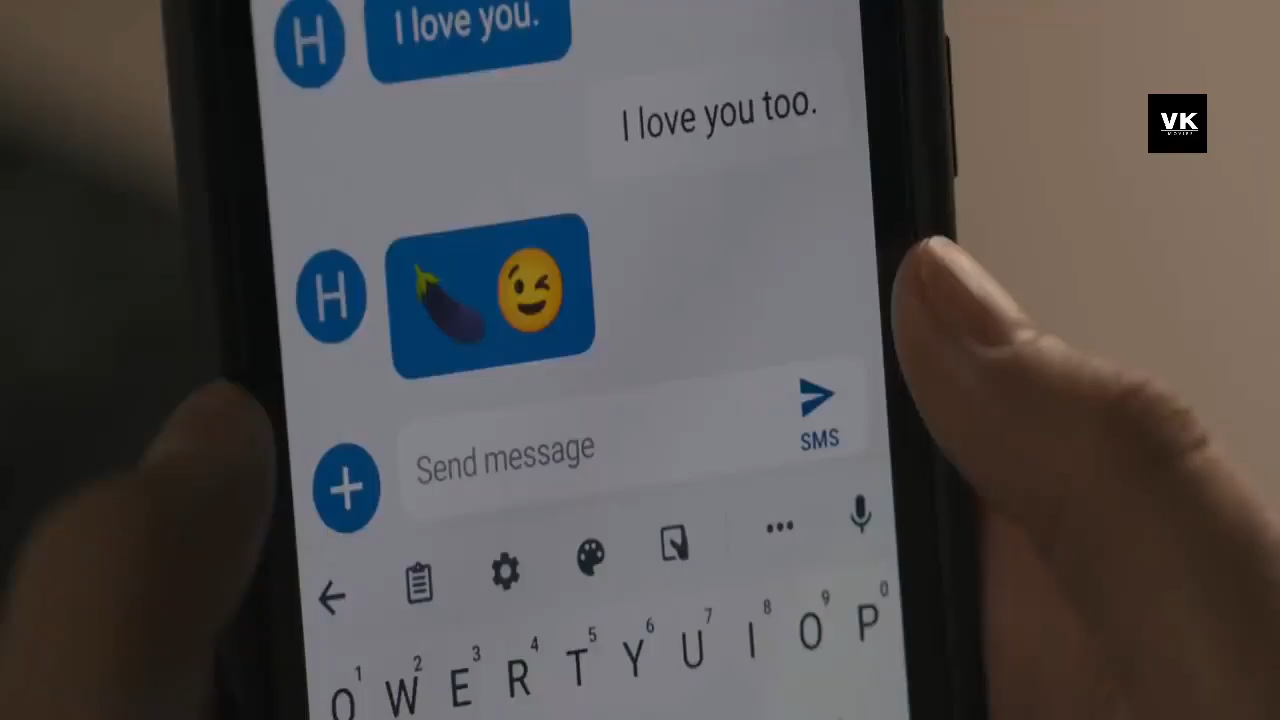 H
I love you.
I love you too.
H
🍆 😉
Send message
SMS
1 2 3 4 5 6 7 8 9 0
Q W E R T Y U I O P
VK
MOVIES